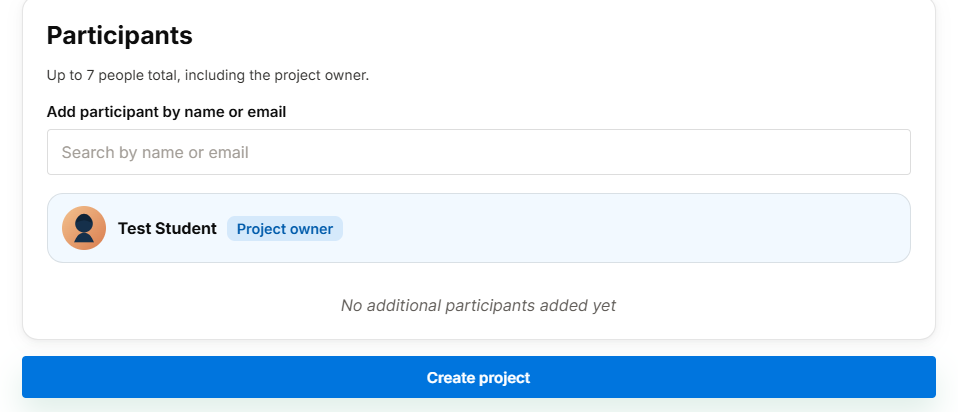 Participants
Up to 7 people total, including the project owner.
Add participant by name or email
Search by name or email
Test Student Project owner
No additional participants added yet
Create project